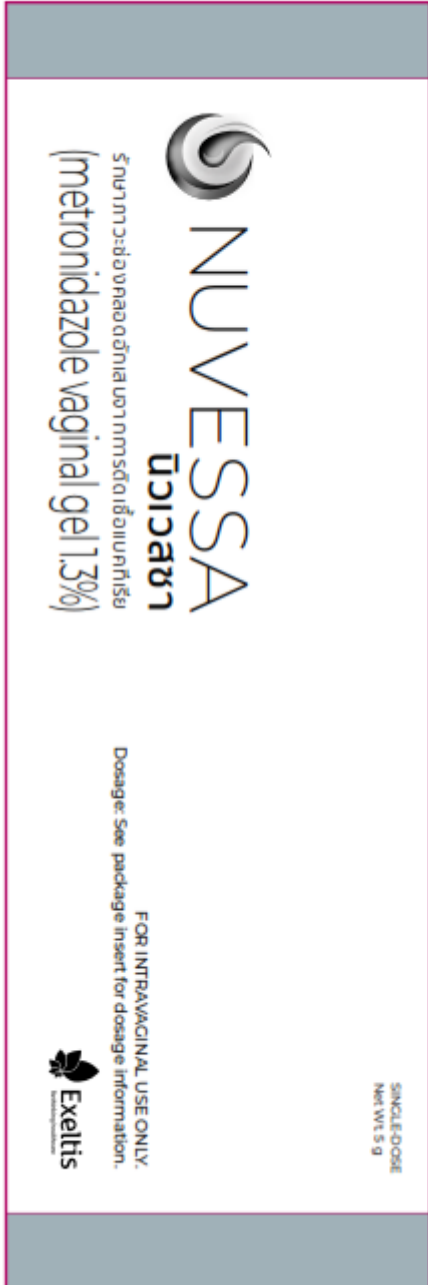 SINGLE-DOSE
Net Wt. 5 g
NUVESSA
นิวเวสซา
รักษาภาวะช่องคลอดอักเสบจากการติดเชื้อแบคทีเรีย
(metronidazole vaginal gel 1.3%)
FOR INTRAVAGINAL USE ONLY.
Dosage: See package insert for dosage information.
Exeltis